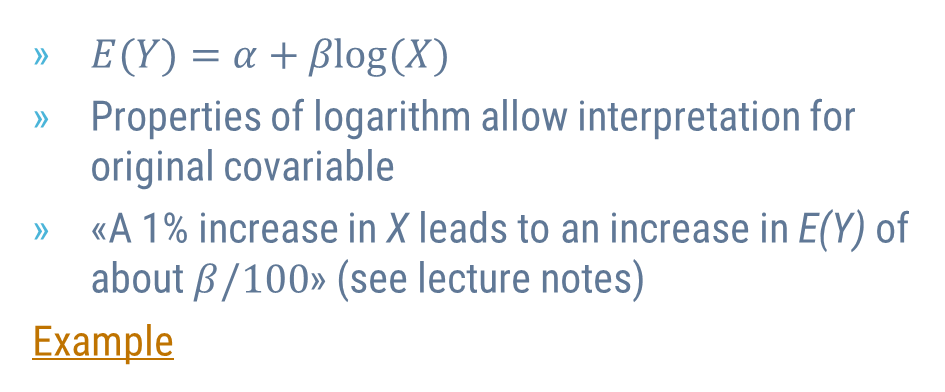 » E(Y) = α + βlog(X)
» Properties of logarithm allow interpretation for
original covariable
» «A 1% increase in X leads to an increase in E(Y) of
about β/100» (see lecture notes)
Example